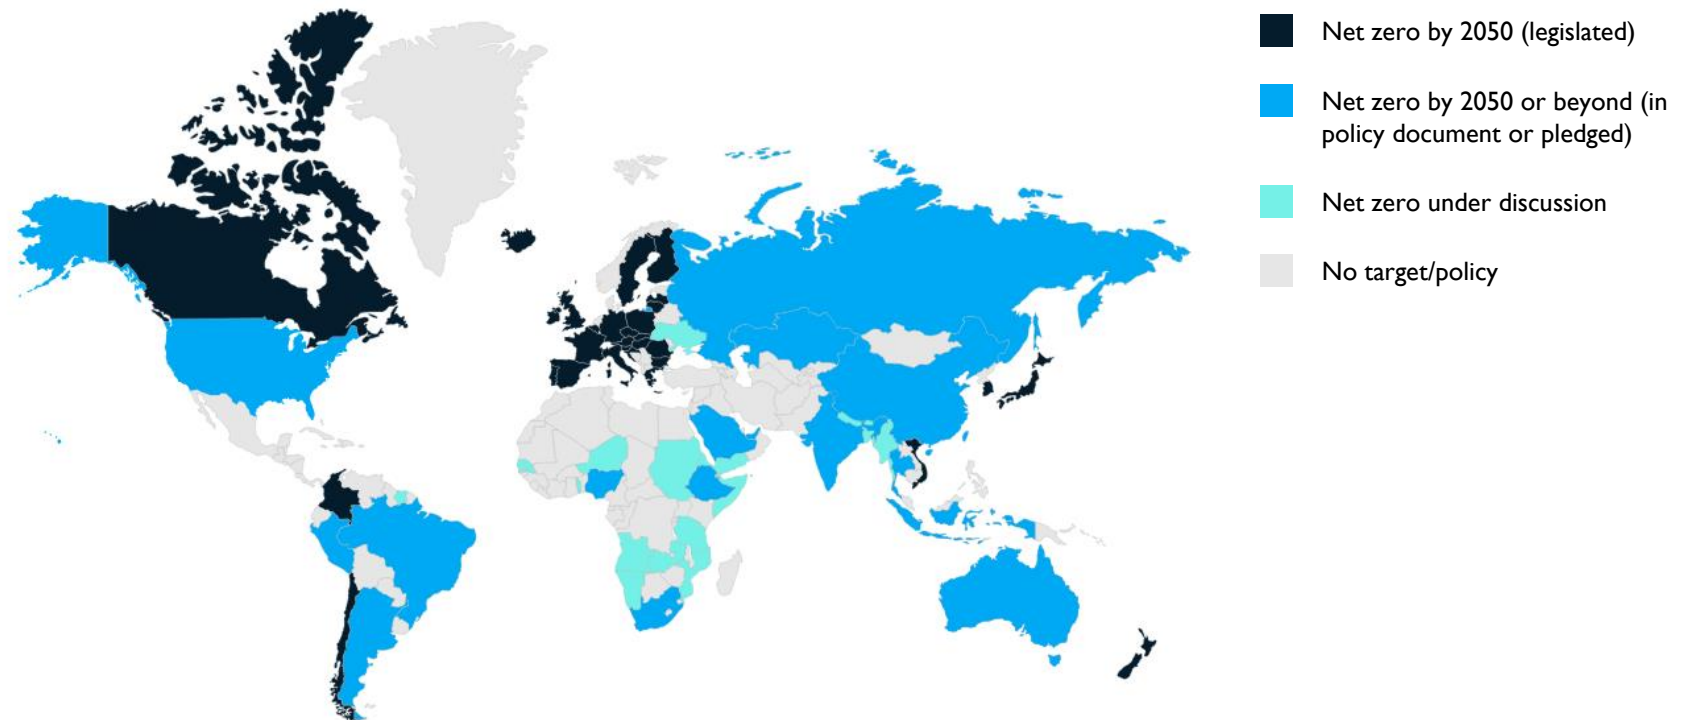 Net zero by 2050 (legislated)
Net zero by 2050 or beyond (in
policy document or pledged)
Net zero under discussion
No target/policy